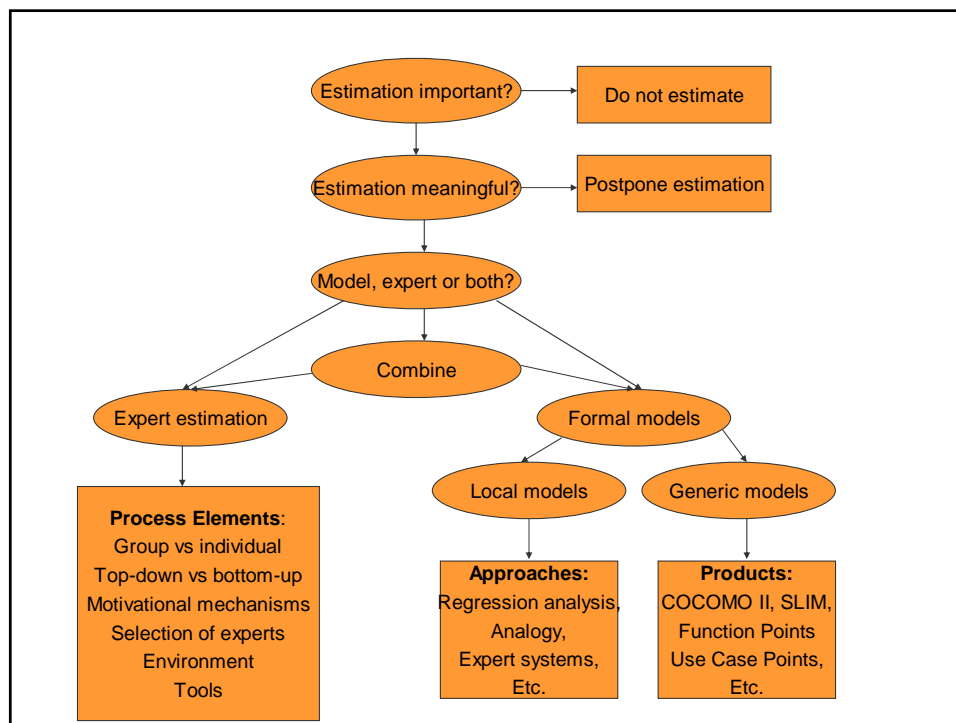 Estimation important?
Do not estimate
Estimation meaningful?
Postpone estimation
Model, expert or both?
Combine
Expert estimation
Formal models
Local models
Generic models
Process Elements:
Group vs individual
Top-down vs bottom-up
Motivational mechanisms
Selection of experts
Environment
Tools
Approaches:
Regression analysis,
Analogy,
Expert systems,
Etc.
Products:
COCOMO II, SLIM,
Function Points
Use Case Points,
Etc.